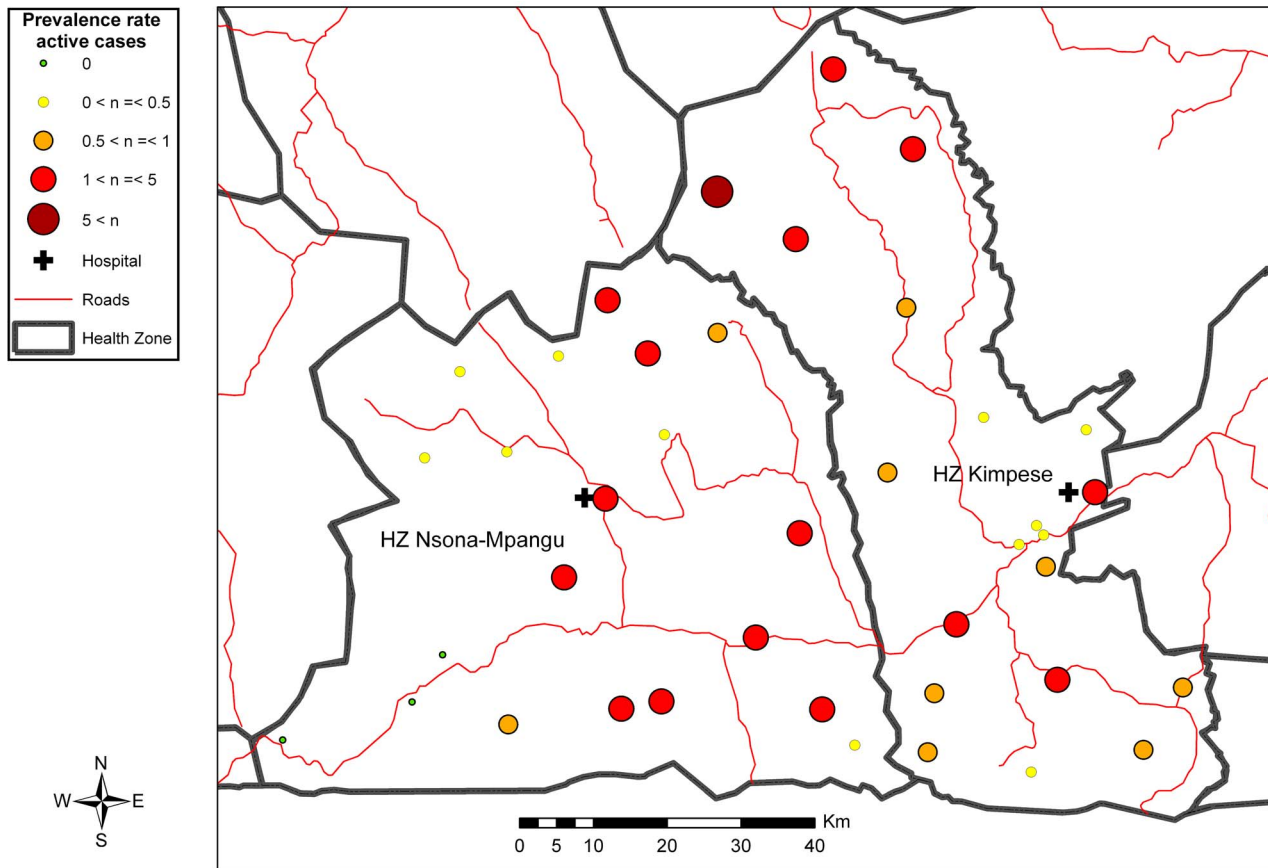 Prevalence rate
active cases
0
0 < n =< 0.5
0.5 < n =< 1
1 < n =< 5
5 < n
Hospital
Roads
Health Zone
HZ Kimpese
HZ Nsona-Mpangu
N
W E
S
Km
0 5 10 20 30 40